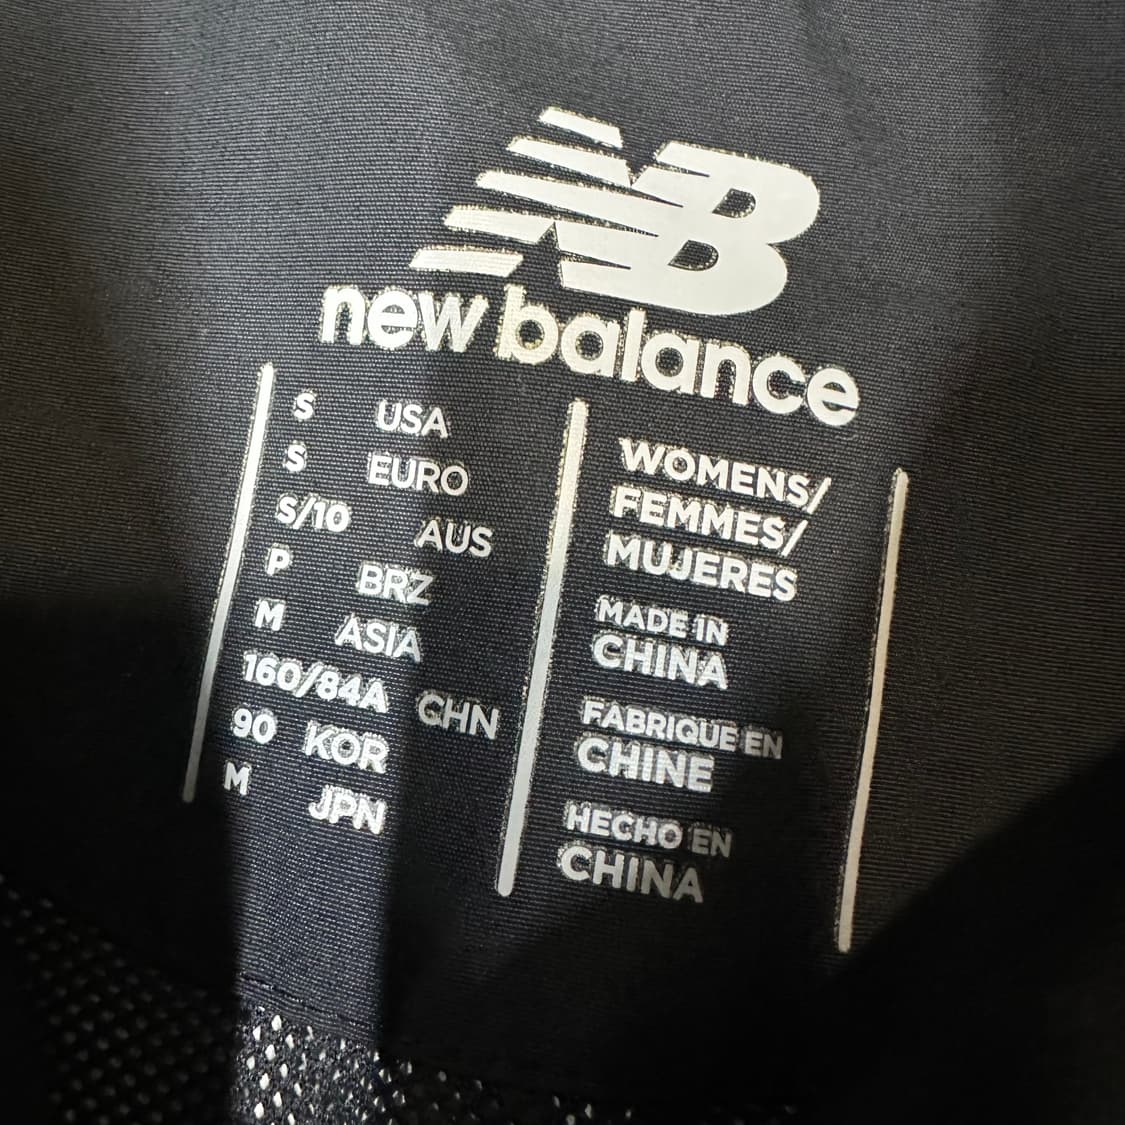 NB
new balance
S USA
S EURO
S/10 AUS
P BRZ
M ASIA
160/84A CHN
90 KOR
M JPN
WOMENS/
FEMMES/
MUJERES
MADE IN
CHINA
FABRIQUE EN
CHINE
HECHO EN
CHINA